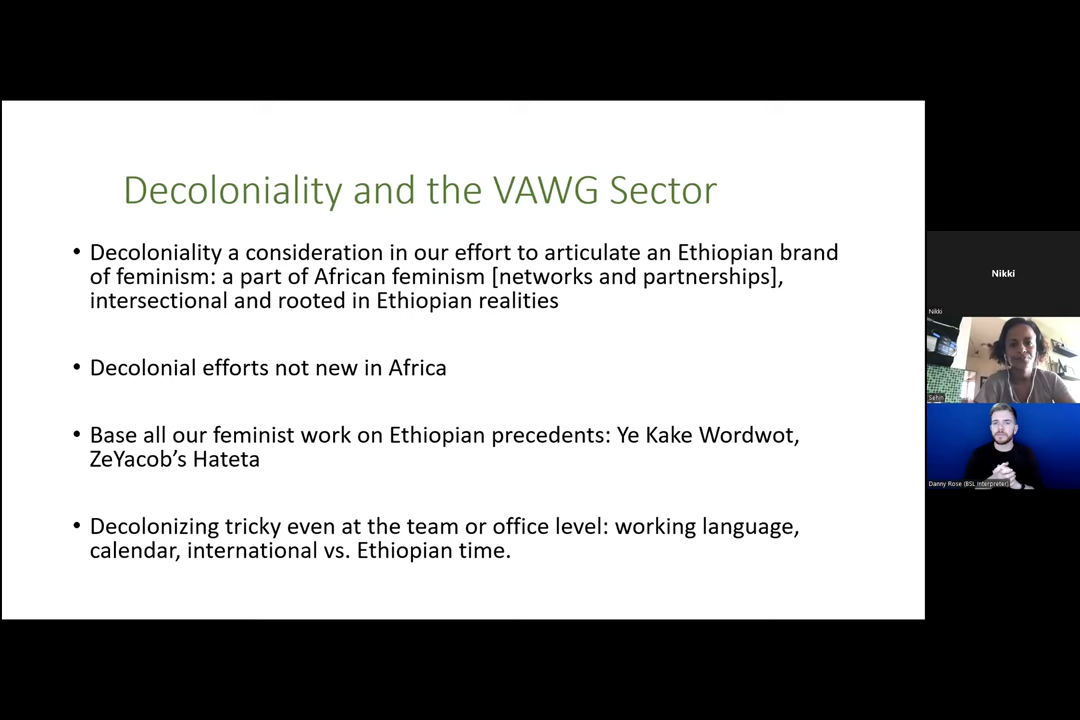 Decoloniality and the VAWG Sector
• Decoloniality a consideration in our effort to articulate an Ethiopian brand
of feminism: a part of African feminism [networks and partnerships],
intersectional and rooted in Ethiopian realities
• Decolonial efforts not new in Africa
• Base all our feminist work on Ethiopian precedents: Ye Kake Wordwot,
ZeYacob's Hateta
• Decolonizing tricky even at the team or office level: working language,
calendar, international vs. Ethiopian time.
Nikki
Nikki
Sehin
Danny Rose (BSL Interpreter)